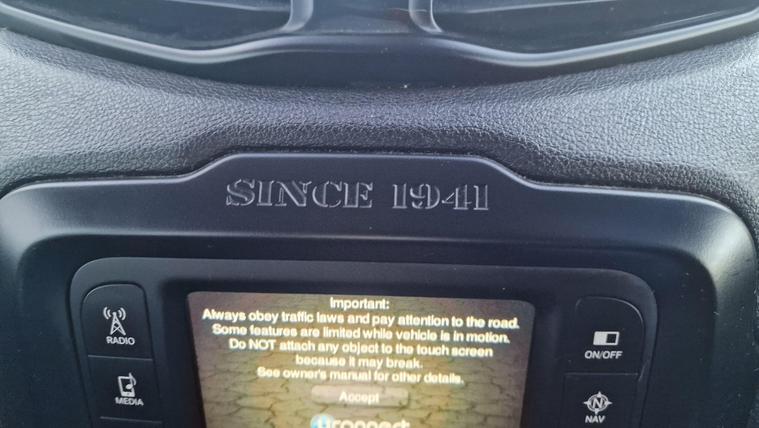 SINCE 1941
Important:
Always obey traffic laws and pay attention to the road.
Some features are limited while vehicle is in motion.
Do NOT attach any object to the touch screen
because it may break.
See owner's manual for other details.
Accept
uconnect
RADIO
MEDIA
ON/OFF
N
NAV